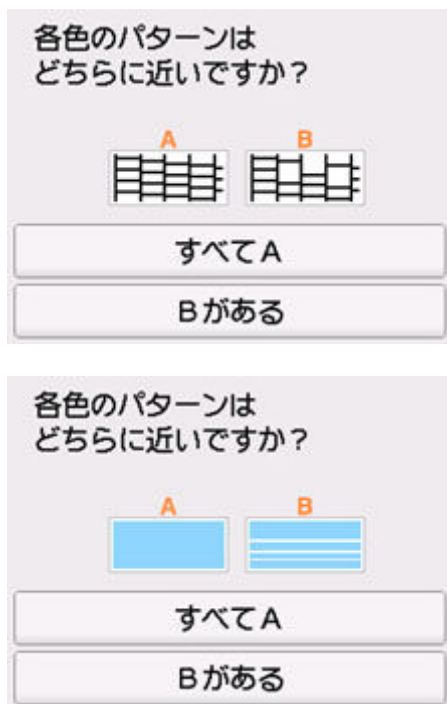 各色のパターンは
どちらに近いですか？
A B
すべてA
Bがある
各色のパターンは
どちらに近いですか？
A B
すべてA
Bがある